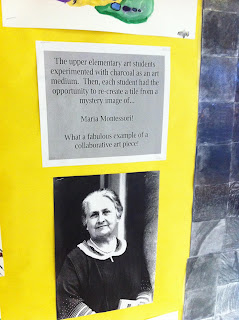 The upper elementary art students
experimented with charcoal as an art
medium. Then, each student had the
opportunity to re-create a tile from a
mystery image of...
Maria Montessori!
What a fabulous example of a
collaborative art piece!